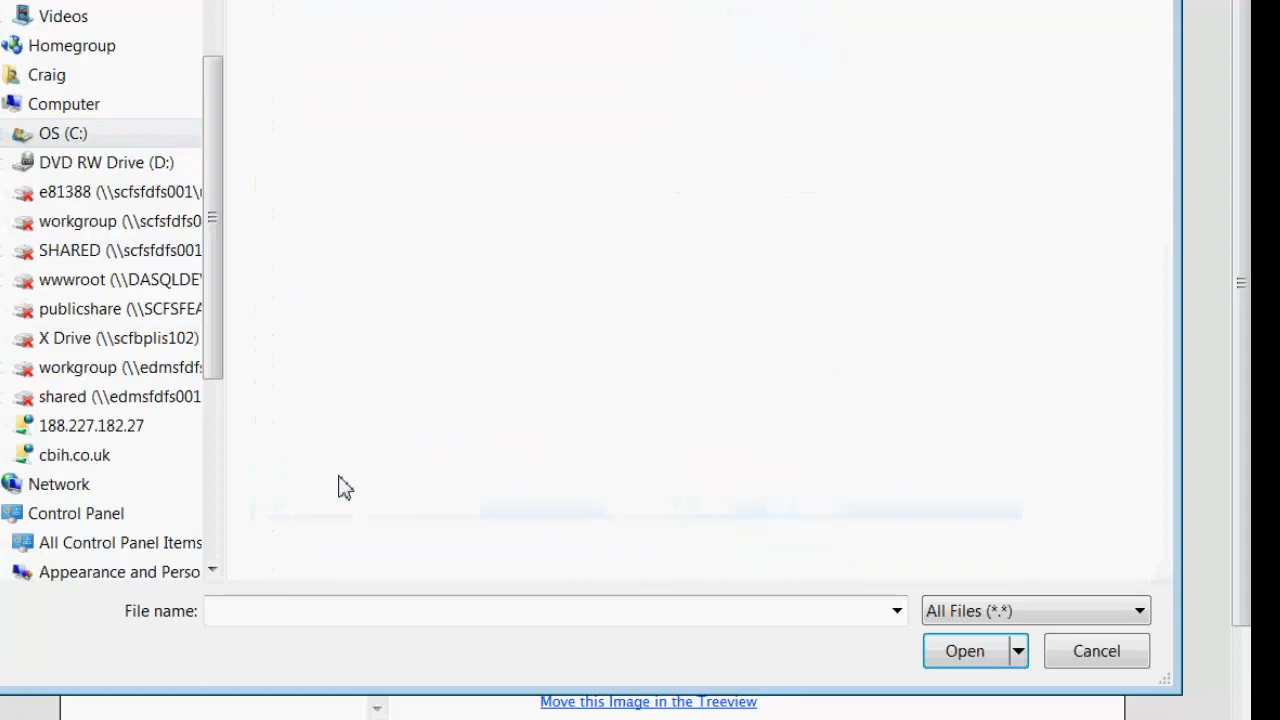 Videos
Homegroup
Craig
Computer
OS (C:)
DVD RW Drive (D:)
e81388 (\\scfsfdfs001\u
workgroup (\\scfsfdfs0
SHARED (\\scfsfdfs001
wwwroot (\\DASQLDE
publicshare (\\SCFSFEA
X Drive (\\scfbplis102)
workgroup (\\edmsfdfs
shared (\\edmsfdfs001
188.227.182.27
cbih.co.uk
Network
Control Panel
All Control Panel Items
Appearance and Perso
File name:
All Files (*.*)
Open
Cancel
Move this Image in the Treeview